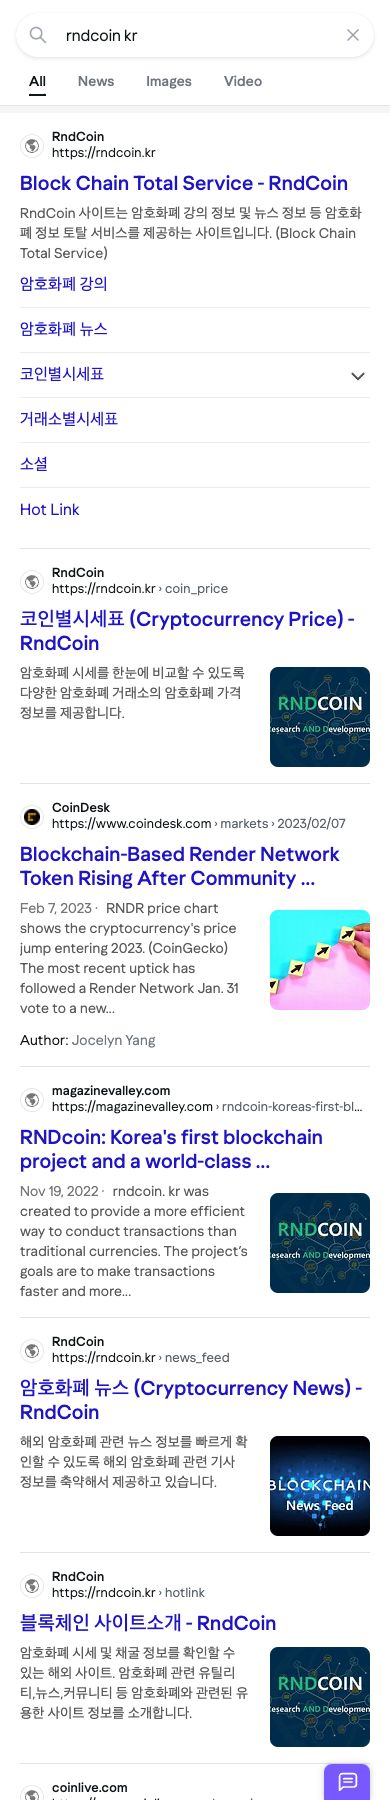 rndcoin kr
All News Images Video
RndCoin
https://rndcoin.kr
Block Chain Total Service - RndCoin
RndCoin 사이트는 암호화폐 강의 정보 및 뉴스 정보 등 암호화
폐 정보 토탈 서비스를 제공하는 사이트입니다. (Block Chain
Total Service)
암호화폐 강의
암호화폐 뉴스
코인별시세표
거래소별시세표
소셜
Hot Link
RndCoin
https://rndcoin.kr › coin_price
코인별시세표 (Cryptocurrency Price) -
RndCoin
암호화폐 시세를 한눈에 비교할 수 있도록
다양한 암호화폐 거래소의 암호화폐 가격
정보를 제공합니다.
RNDCOIN
Research AND Developmen
CoinDesk
https://www.coindesk.com › markets › 2023/02/07
Blockchain-Based Render Network
Token Rising After Community ...
Feb 7, 2023 · RNDR price chart
shows the cryptocurrency's price
jump entering 2023. (CoinGecko)
The most recent uptick has
followed a Render Network Jan. 31
vote to a new...
Author: Jocelyn Yang
magazinevalley.com
https://magazinevalley.com › rndcoin-koreas-first-bl...
RNDcoin: Korea's first blockchain
project and a world-class ...
Nov 19, 2022 · rndcoin. kr was
created to provide a more efficient
way to conduct transactions than
traditional currencies. The project's
goals are to make transactions
faster and more...
RNDCOIN
Research AND Developmen
RndCoin
https://rndcoin.kr › news_feed
암호화폐 뉴스 (Cryptocurrency News) -
RndCoin
해외 암호화폐 관련 뉴스 정보를 빠르게 확
인할 수 있도록 해외 암호화폐 관련 기사
정보를 축약해서 제공하고 있습니다.
BLOCKCHAIN
News Feed
RndCoin
https://rndcoin.kr › hotlink
블록체인 사이트소개 - RndCoin
암호화폐 시세 및 채굴 정보를 확인할 수
있는 해외 사이트. 암호화폐 관련 유틸리
티,뉴스,커뮤니티 등 암호화폐와 관련된 유
용한 사이트 정보를 소개합니다.
RNDCOIN
Research AND Developmen
coinlive.com